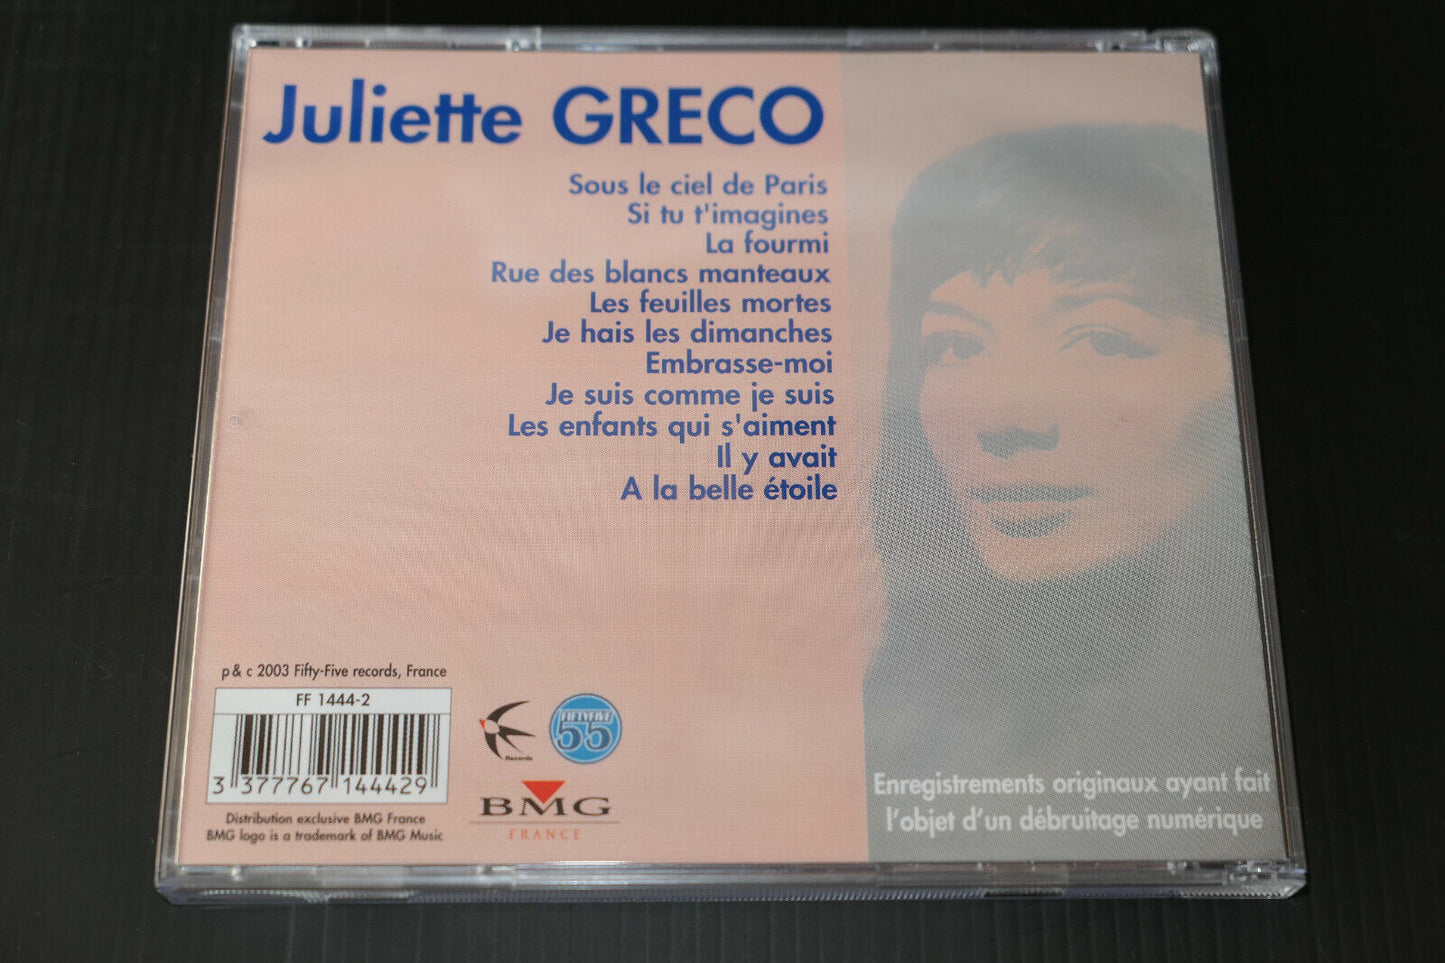 Juliette GRECO
Sous le ciel de Paris
Si tu t'imagines
La fourmi
Rue des blancs manteaux
Les feuilles mortes
Je hais les dimanches
Embrasse-moi
Je suis comme je suis
Les enfants qui s'aiment
Il y avait
A la belle étoile
p & c 2003 Fifty-Five records, France
FF 1444-2
3 377767 144429
Distribution exclusive BMG France
BMG logo is a trademark of BMG Music
Records
FIFTYFIVE
55
BMG
FRANCE
Enregistrements originaux ayant fait
l'objet d'un débruitage numérique